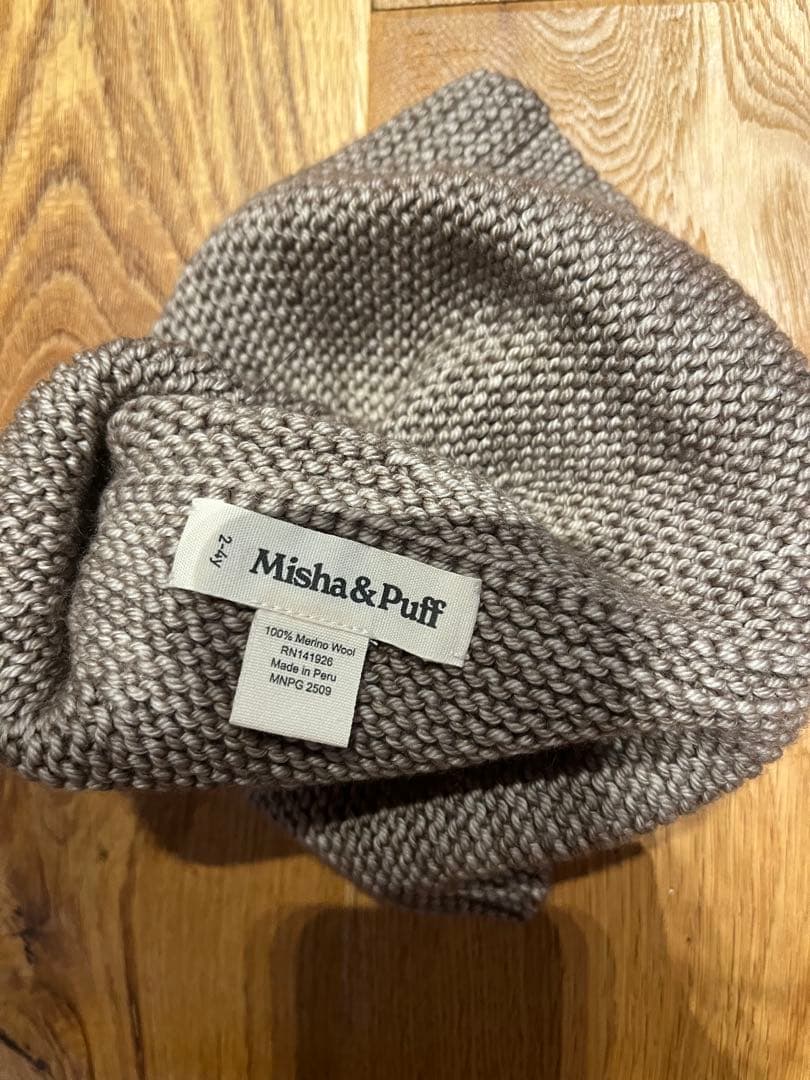 2-4y
Misha&Puff
100% Merino Wool
RN141926
Made in Peru
MNPG 2509